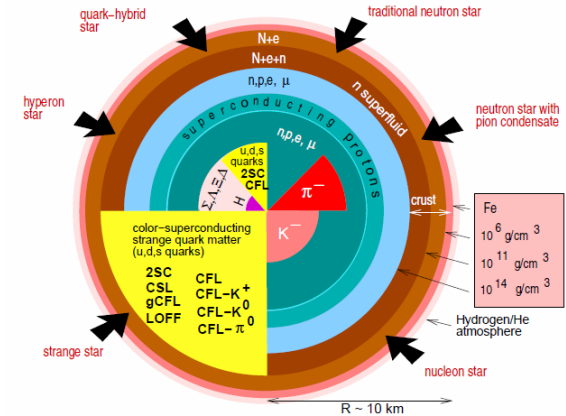 quark-hybrid
star
traditional neutron star
N+e
N+e+n
n,p,e, μ
n superfluid
hyperon
star
neutron star with
pion condensate
superconducting protons
n,p,e, μ
u,d,s
quarks
2SC
CFL
Σ,Λ,Ξ,Δ
H
π⁻
K⁻
crust
Fe
10⁶ g/cm³
10¹¹ g/cm³
10¹⁴ g/cm³
color-superconducting
strange quark matter
(u,d,s quarks)
2SC
CSL
gCFL
LOFF
CFL
CFL-K⁺
CFL-K⁰
CFL-π⁰
Hydrogen/He
atmosphere
strange star
nucleon star
R ~ 10 km